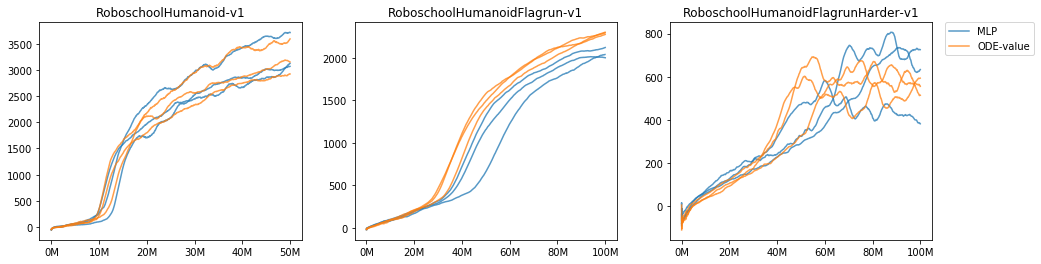 RoboschoolHumanoid-v1
3500
3000
2500
2000
1500
1000
500
0
0M 10M 20M 30M 40M 50M
RoboschoolHumanoidFlagrun-v1
2000
1500
1000
500
0
0M 20M 40M 60M 80M 100M
RoboschoolHumanoidFlagrunHarder-v1
800
600
400
200
0
0M 20M 40M 60M 80M 100M
MLP
ODE-value